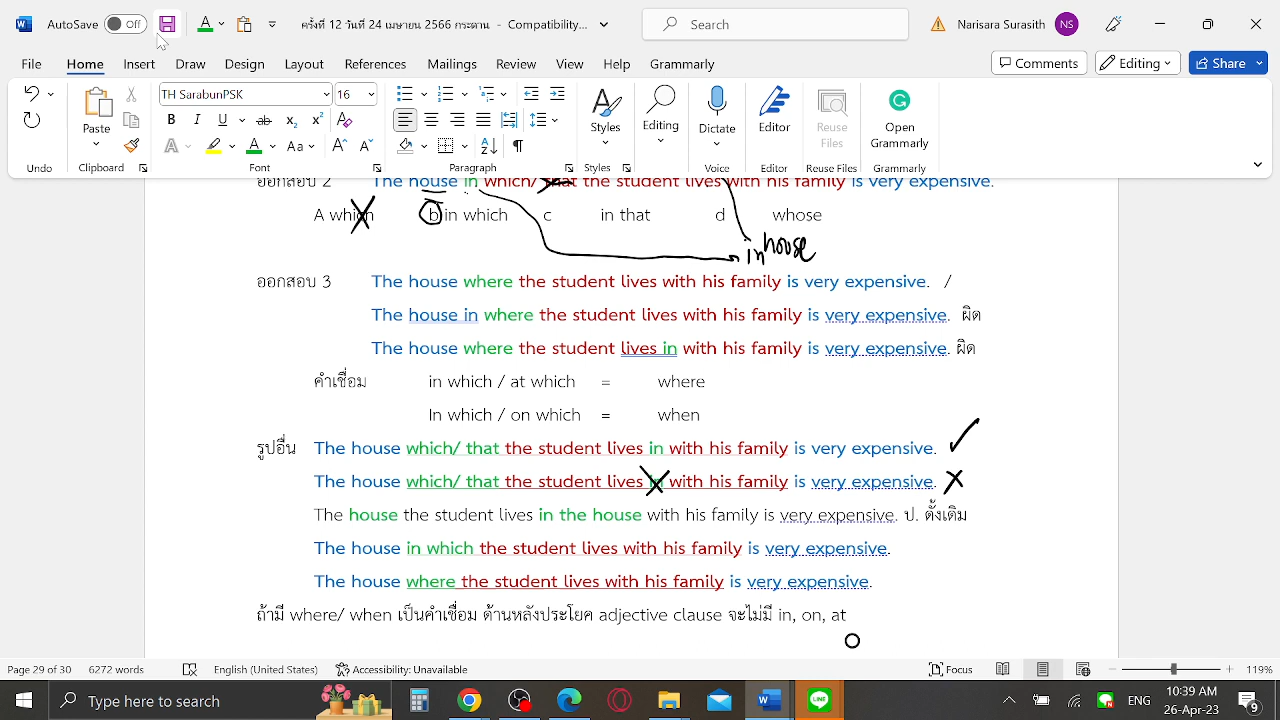 AutoSave Off ครั้งที่ 12 วันที่ 24 เมษายน 2566 กระดาน - Compatibility... Search Narisara Surasith NS
File Home Insert Draw Design Layout References Mailings Review View Help Grammarly Comments Editing Share
TH SarabunPSK 16
Paste Styles Editing Dictate Editor Reuse Files Open Grammarly
Undo Clipboard Font Paragraph Styles Voice Editor Reuse Files Grammarly
ออกสอบ 2 The house in which/ that the student lives with his family is very expensive.
A which b in which c in that d whose
in house
ออกสอบ 3 The house where the student lives with his family is very expensive. /
The house in where the student lives with his family is very expensive. ผิด
The house where the student lives in with his family is very expensive. ผิด
คำเชื่อม in which / at which = where
In which / on which = when
รูปอื่น The house which/ that the student lives in with his family is very expensive.
The house which/ that the student lives in with his family is very expensive.
The house the student lives in the house with his family is very expensive. ป. ตั้งเดิม
The house in which the student lives with his family is very expensive.
The house where the student lives with his family is very expensive.
ถ้ามี where/ when เป็นคำเชื่อม ด้านหลังประโยค adjective clause จะไม่มี in, on, at
Page 29 of 30 6272 words English (United States) Accessibility: Unavailable Focus 119%
Type here to search ENG 10:39 AM 26-Apr-23 9